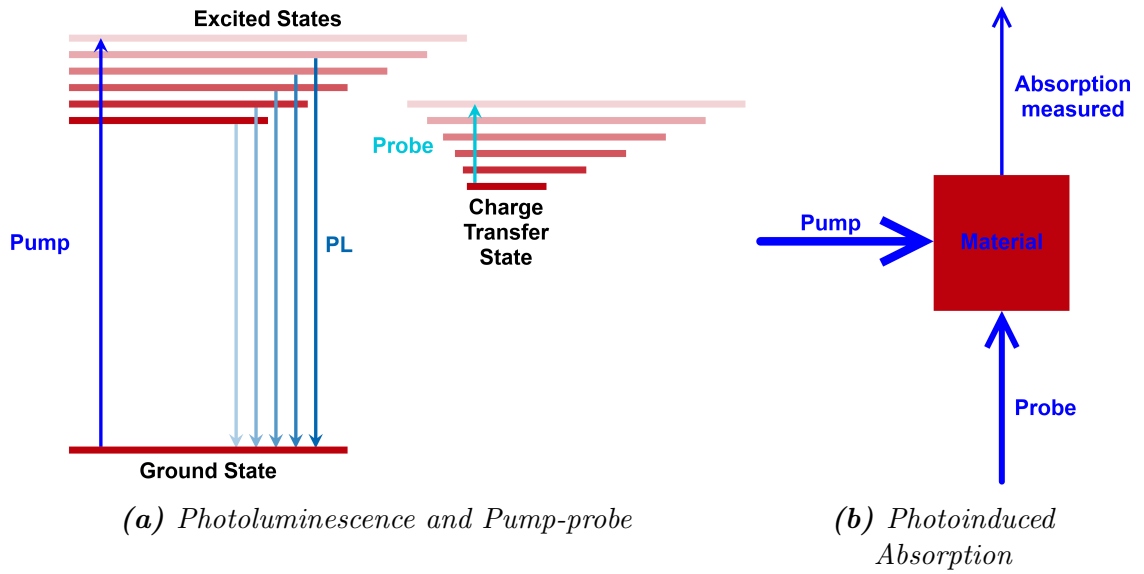 Excited States
Pump
PL
Ground State
Probe
Charge
Transfer
State
(a) Photoluminescence and Pump-probe
Absorption
measured
Pump
Material
Probe
(b) Photoinduced
Absorption